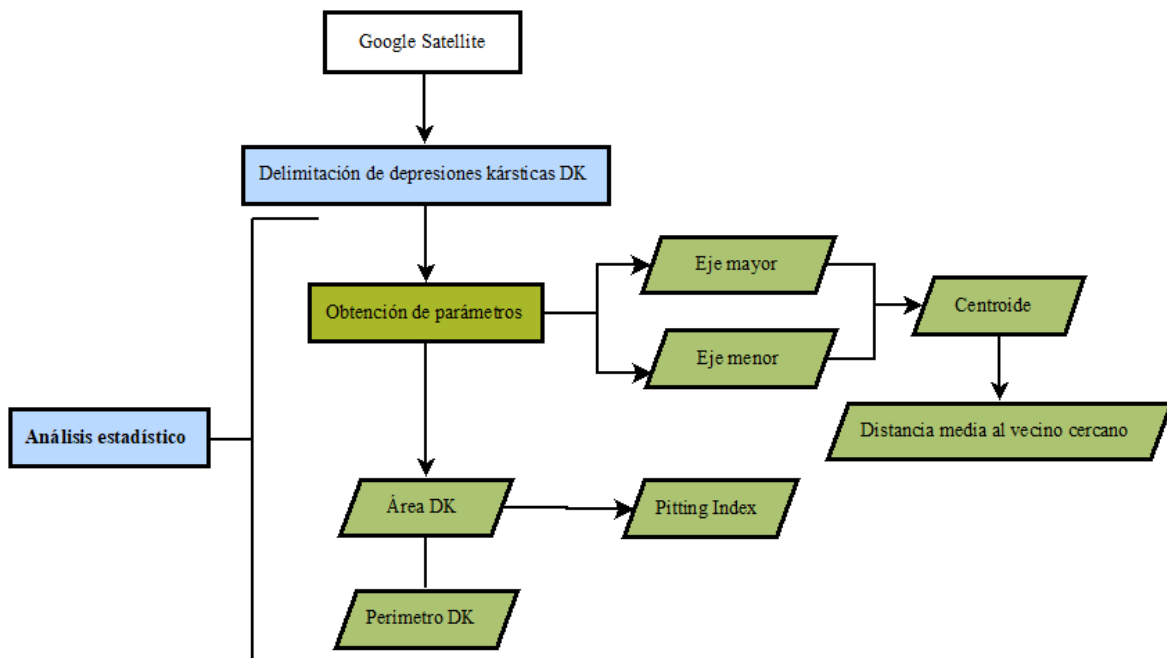 Google Satellite
Delimitación de depresiones kársticas DK
Obtención de parámetros
Eje mayor
Eje menor
Centroide
Distancia media al vecino cercano
Análisis estadístico
Área DK
Pitting Index
Perímetro DK